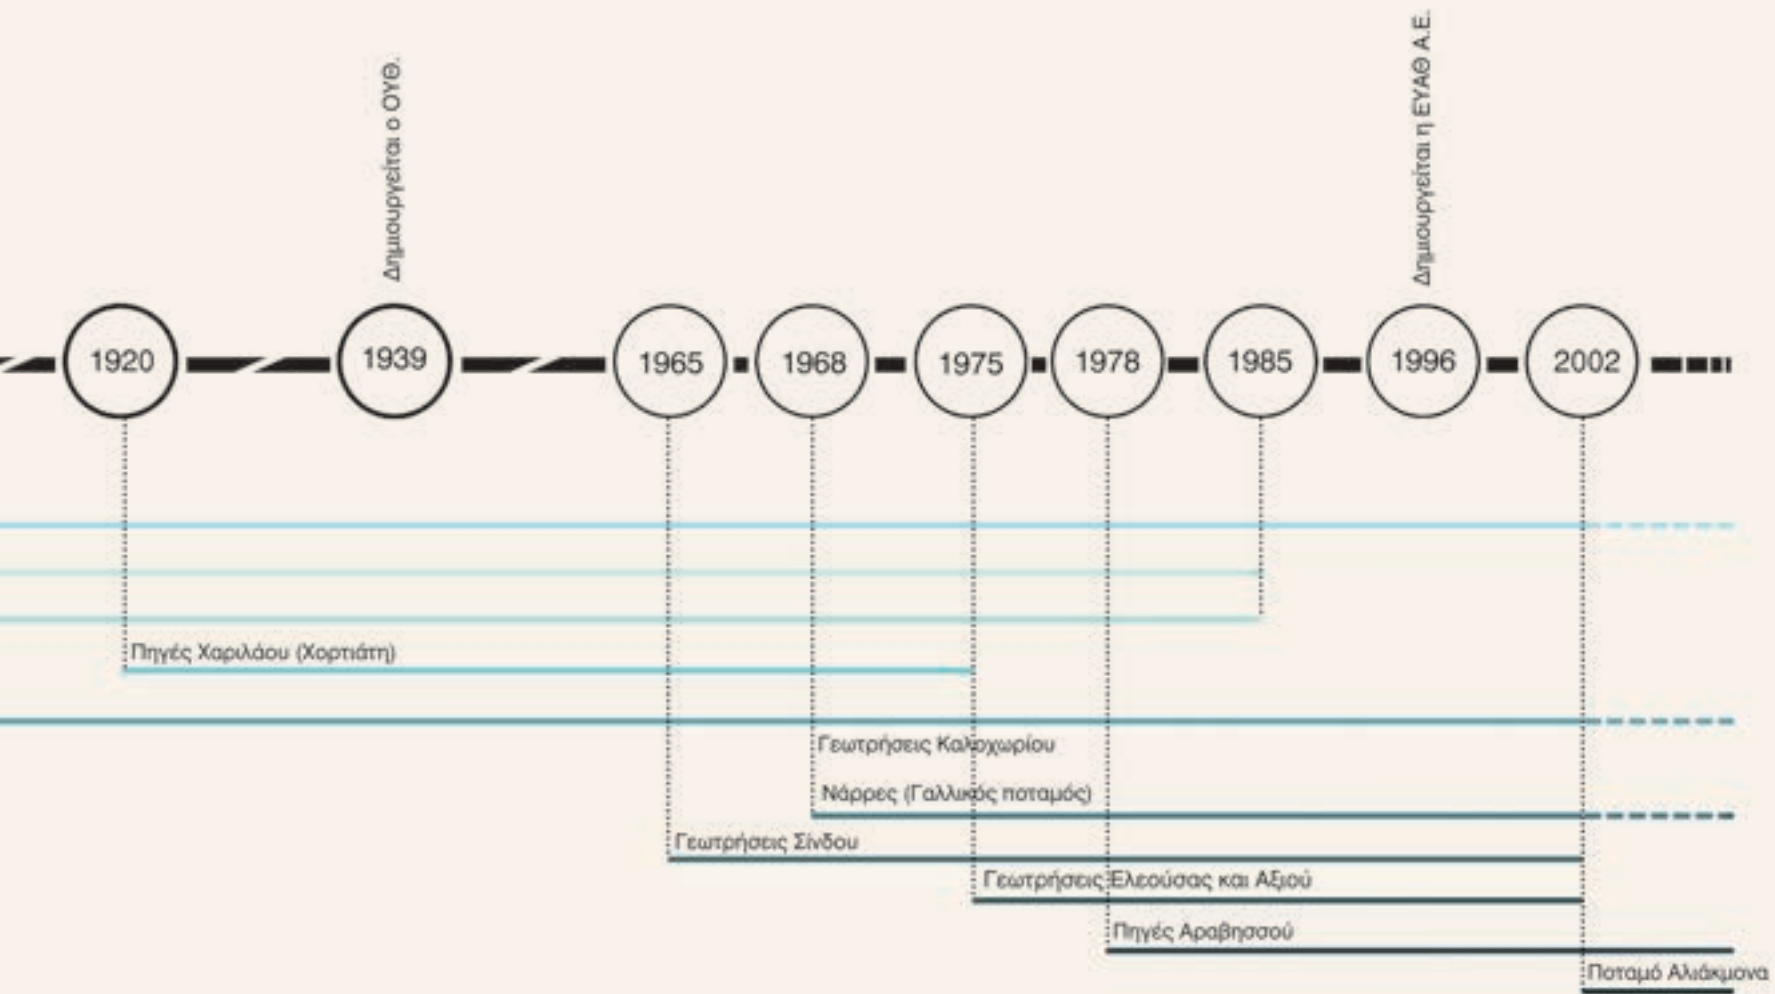 Δημιουργείται ο ΟΥΘ.
Δημιουργείται η ΕΥΑΘ Α.Ε.
1920
1939
1965
1968
1975
1978
1985
1996
2002
Πηγές Χαριλάου (Χορτιάτη)
Γεωτρήσεις Καλοχωρίου
Νάρρες (Γαλλικός ποταμός)
Γεωτρήσεις Σίνδου
Γεωτρήσεις Ελεούσας και Αξιού
Πηγές Αραβησσού
Ποταμό Αλιάκμονα